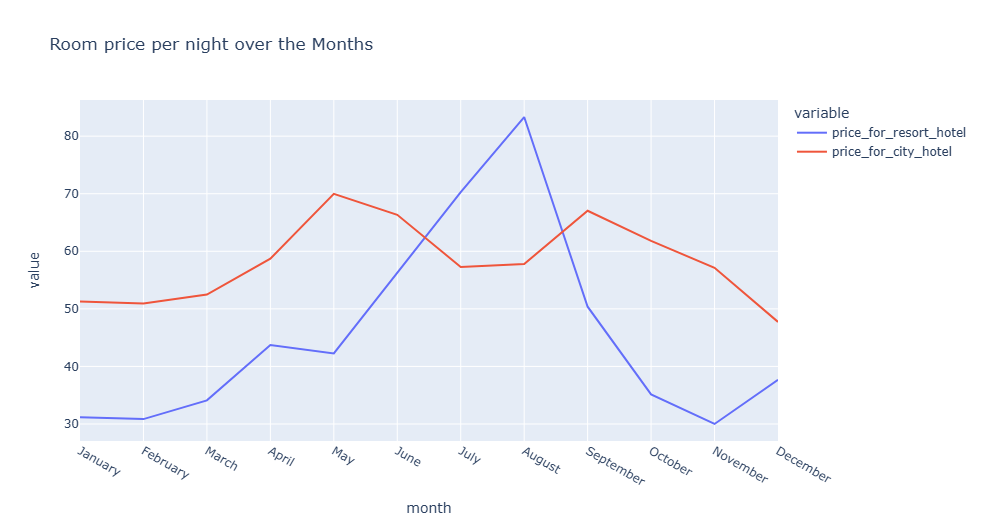 Room price per night over the Months
variable
price_for_resort_hotel
price_for_city_hotel
value
80
70
60
50
40
30
January
February
March
April
May
June
July
August
September
October
November
December
month